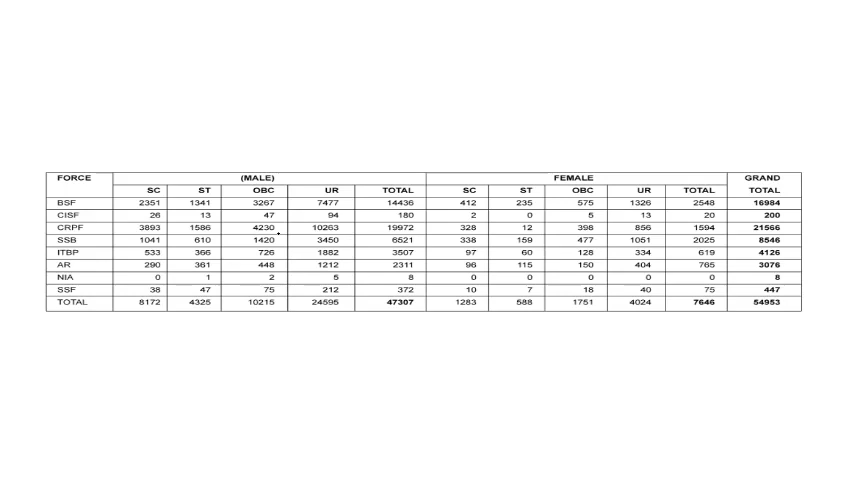 FORCE (MALE) FEMALE GRAND
SC ST OBC UR TOTAL SC ST OBC UR TOTAL TOTAL
BSF 2351 1341 3267 7477 14436 412 235 575 1326 2548 16984
CISF 26 13 47 94 180 2 0 5 13 20 200
CRPF 3893 1586 4230 10263 19972 328 12 398 856 1594 21566
SSB 1041 610 1420 3450 6521 338 159 477 1051 2025 8546
ITBP 533 366 726 1882 3507 97 60 128 334 619 4126
AR 290 361 448 1212 2311 96 115 150 404 765 3076
NIA 0 1 2 5 8 0 0 0 0 0 8
SSF 38 47 75 212 372 10 7 18 40 75 447
TOTAL 8172 4325 10215 24595 47307 1283 588 1751 4024 7646 54953